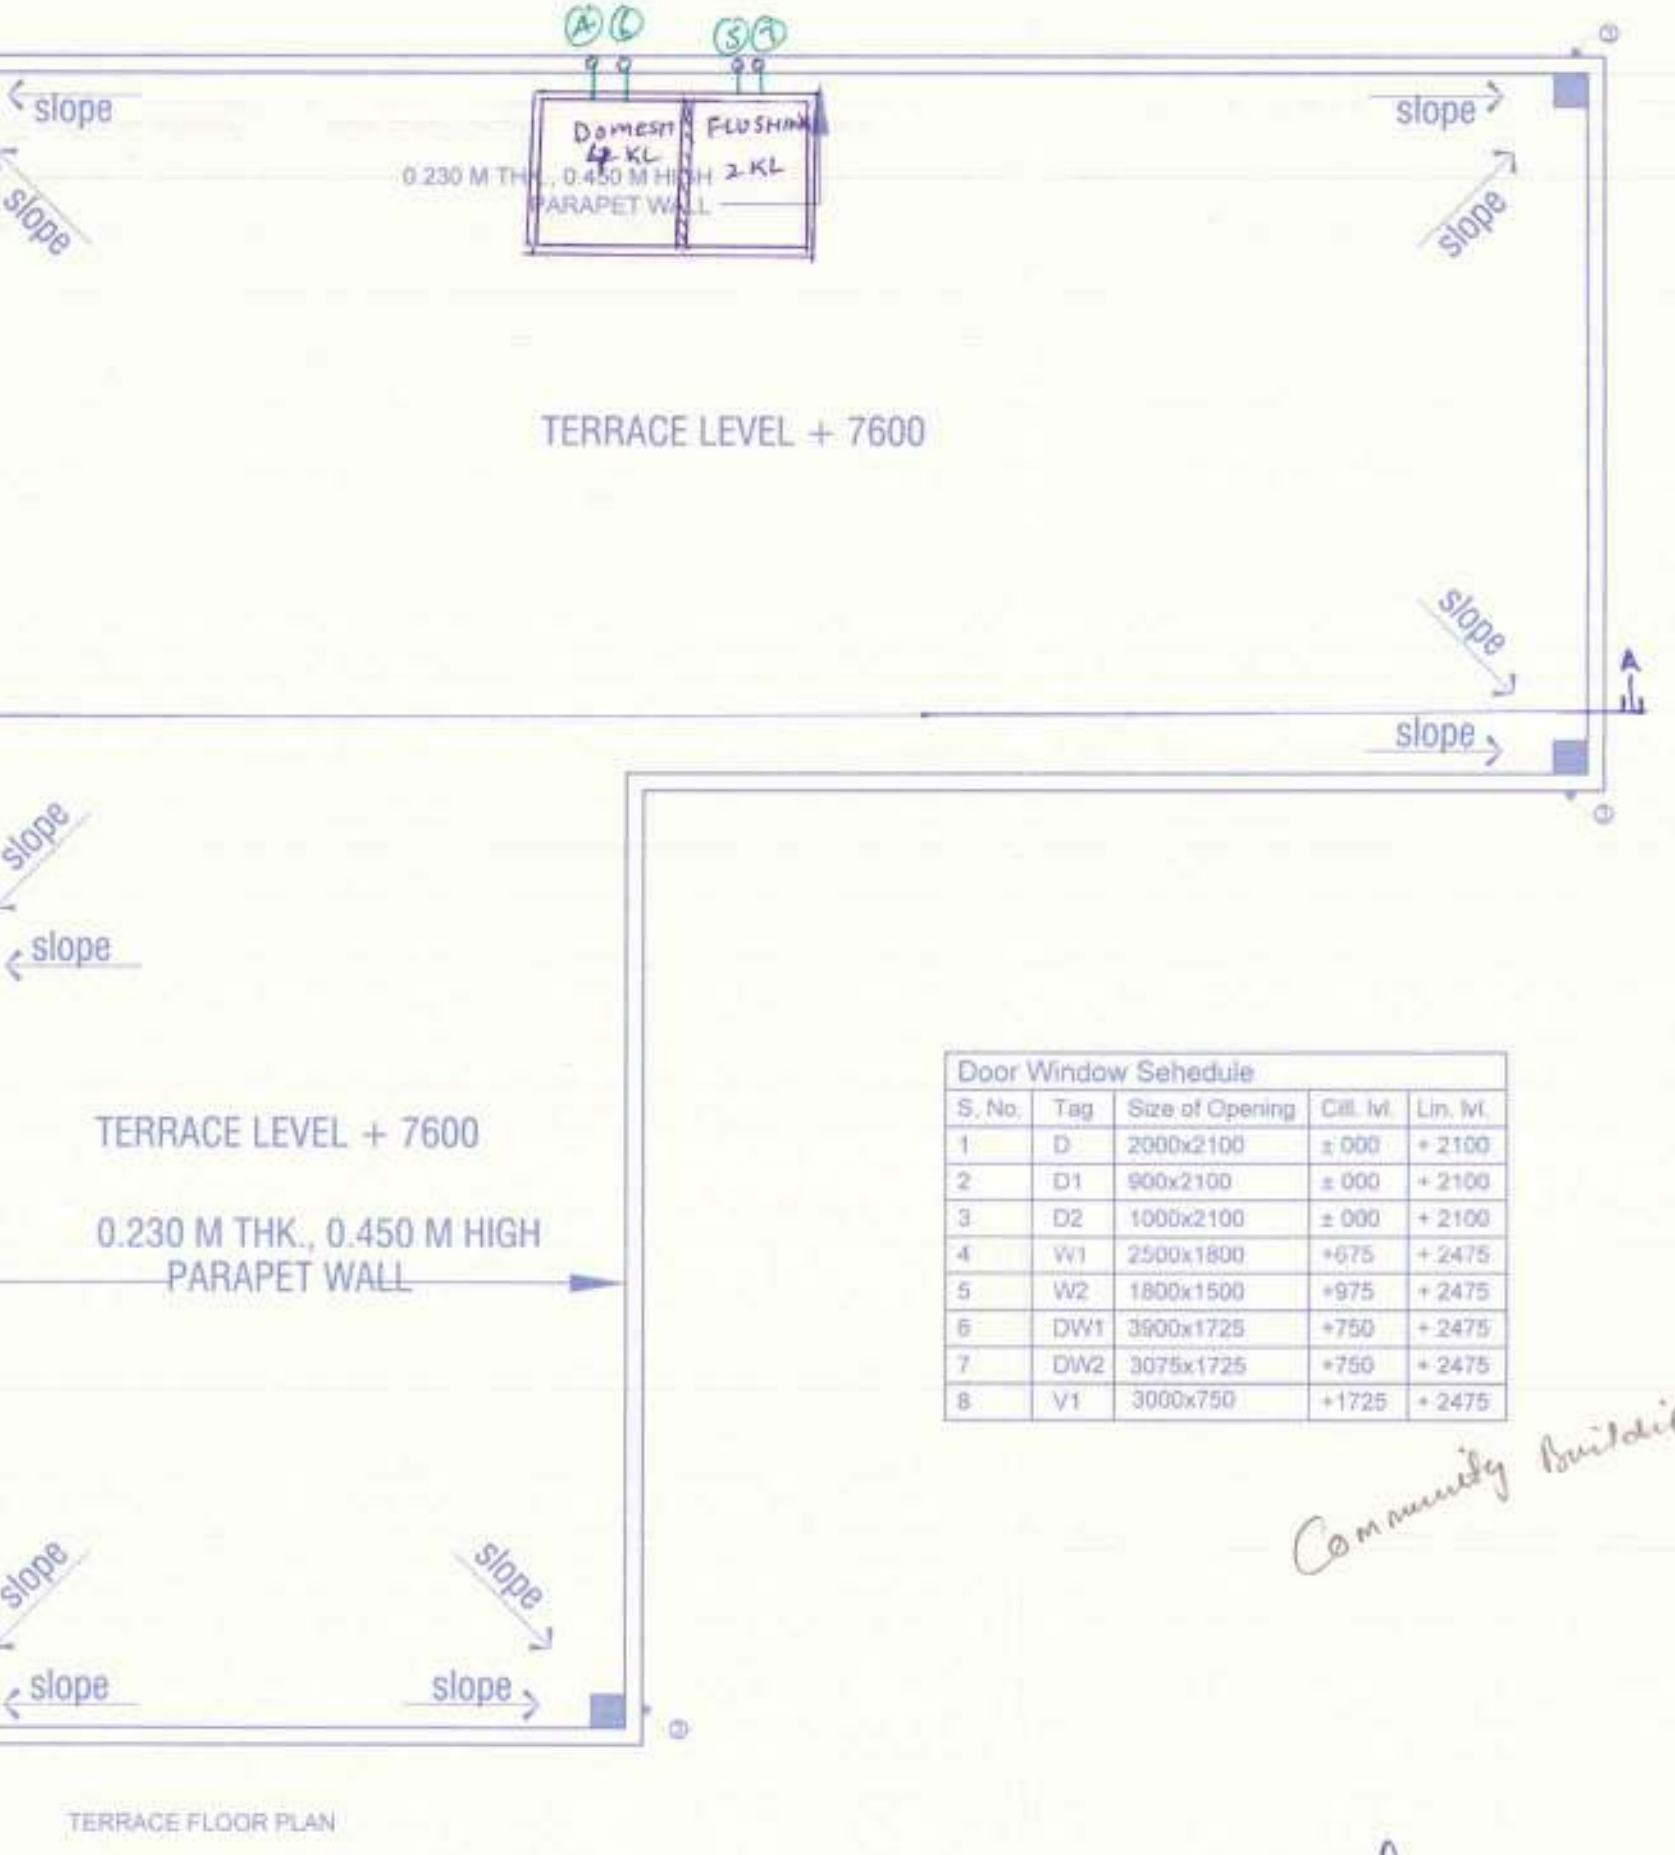 6
5 7
slope
slope
Domesti FLUSHING
4 KL
2 KL
0.230 M THK., 0.450 M HIGH
PARAPET WALL
slope
slope
TERRACE LEVEL + 7600
slope
A
slope
slope
slope
TERRACE LEVEL + 7600
0.230 M THK., 0.450 M HIGH
PARAPET WALL
Door Window Sehedule
S. No. Tag Size of Opening Cill. lvl. Lin. lvl.
1 D 2000x2100 ± 000 + 2100
2 D1 900x2100 ± 000 + 2100
3 D2 1000x2100 ± 000 + 2100
4 W1 2500x1800 +675 + 2475
5 W2 1800x1500 +975 + 2475
6 DW1 3900x1725 +750 + 2475
7 DW2 3075x1725 +750 + 2475
8 V1 3000x750 +1725 + 2475
Community
slope
slope
slope
slope
TERRACE FLOOR PLAN